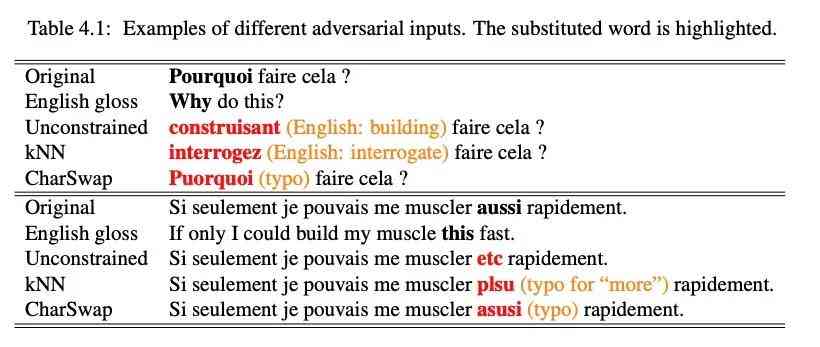 Table 4.1: Examples of different adversarial inputs. The substituted word is highlighted.
Original Pourquoi faire cela ?
English gloss Why do this?
Unconstrained construisant (English: building) faire cela ?
kNN interrogez (English: interrogate) faire cela ?
CharSwap Puorquoi (typo) faire cela ?
Original Si seulement je pouvais me muscler aussi rapidement.
English gloss If only I could build my muscle this fast.
Unconstrained Si seulement je pouvais me muscler etc rapidement.
kNN Si seulement je pouvais me muscler plsu (typo for “more”) rapidement.
CharSwap Si seulement je pouvais me muscler asusi (typo) rapidement.